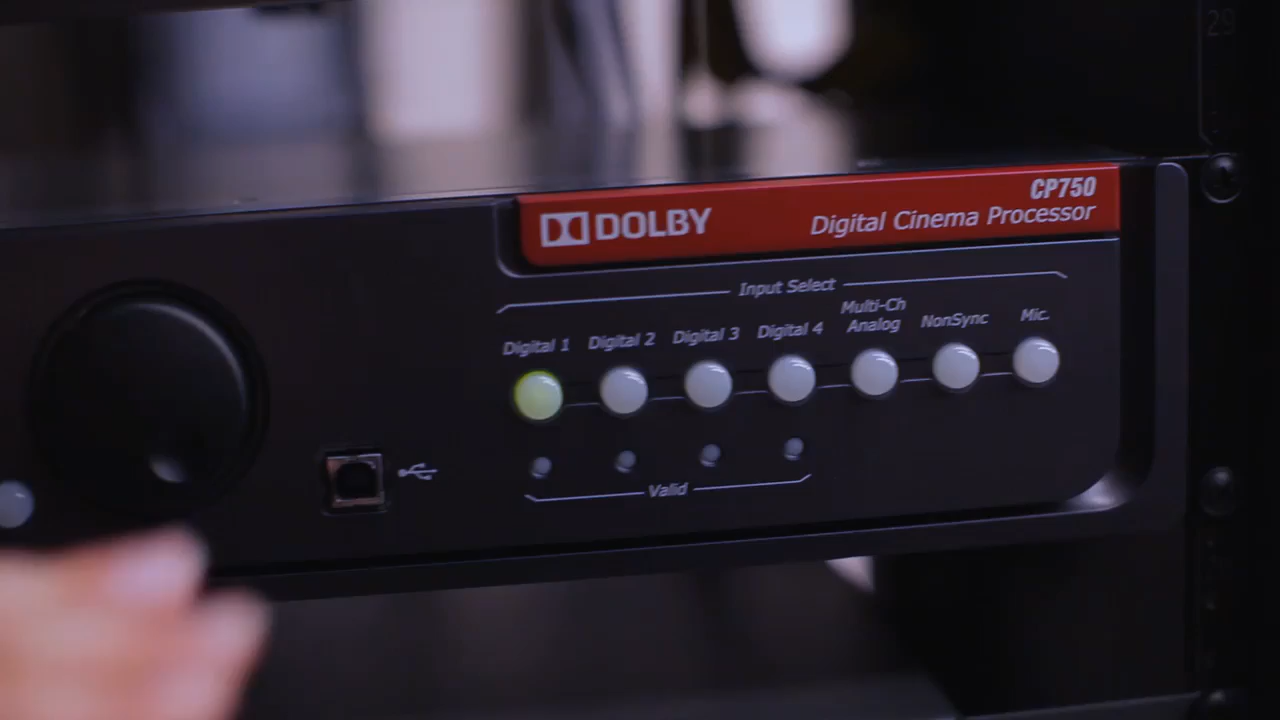 29
CP750
DOLBY
Digital Cinema Processor
Input Select
Digital 1
Digital 2
Digital 3
Digital 4
Multi-Ch
Analog
NonSync
Mic.
Valid